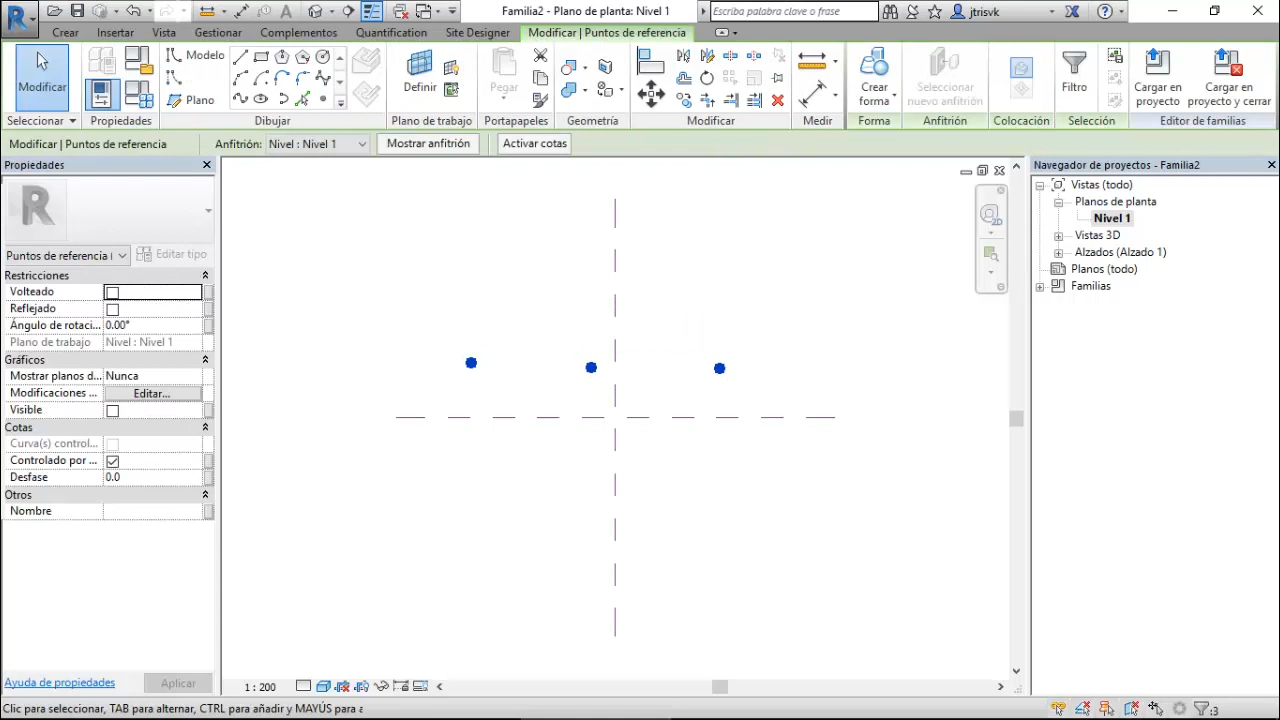 Familia2 - Plano de planta: Nivel 1
Escriba palabra clave o frase
jtrisvk
Crear
Insertar
Vista
Gestionar
Complementos
Quantification
Site Designer
Modificar | Puntos de referencia
Modificar
Modelo
Plano
Definir
Pegar
Crear
forma
Seleccionar
nuevo anfitrión
Filtro
Cargar en
proyecto
Cargar en
proyecto y cerrar
Seleccionar
Propiedades
Dibujar
Plano de trabajo
Portapapeles
Geometría
Modificar
Medir
Forma
Anfitrión
Colocación
Selección
Editor de familias
Modificar | Puntos de referencia
Anfitrión:
Nivel : Nivel 1
Mostrar anfitrión
Activar cotas
Propiedades
Puntos de referencia (
Editar tipo
Restricciones
Volteado
Reflejado
Ángulo de rotaci...
0.00°
Plano de trabajo
Nivel : Nivel 1
Gráficos
Mostrar planos d...
Nunca
Modificaciones ...
Editar...
Visible
Cotas
Curva(s) control...
Controlado por ...
Desfase
0.0
Otros
Nombre
Ayuda de propiedades
Aplicar
2D
Navegador de proyectos - Familia2
Vistas (todo)
Planos de planta
Nivel 1
Vistas 3D
Alzados (Alzado 1)
Planos (todo)
Familias
1 : 200
Clic para seleccionar, TAB para alternar, CTRL para añadir y MAYÚS para a
:3